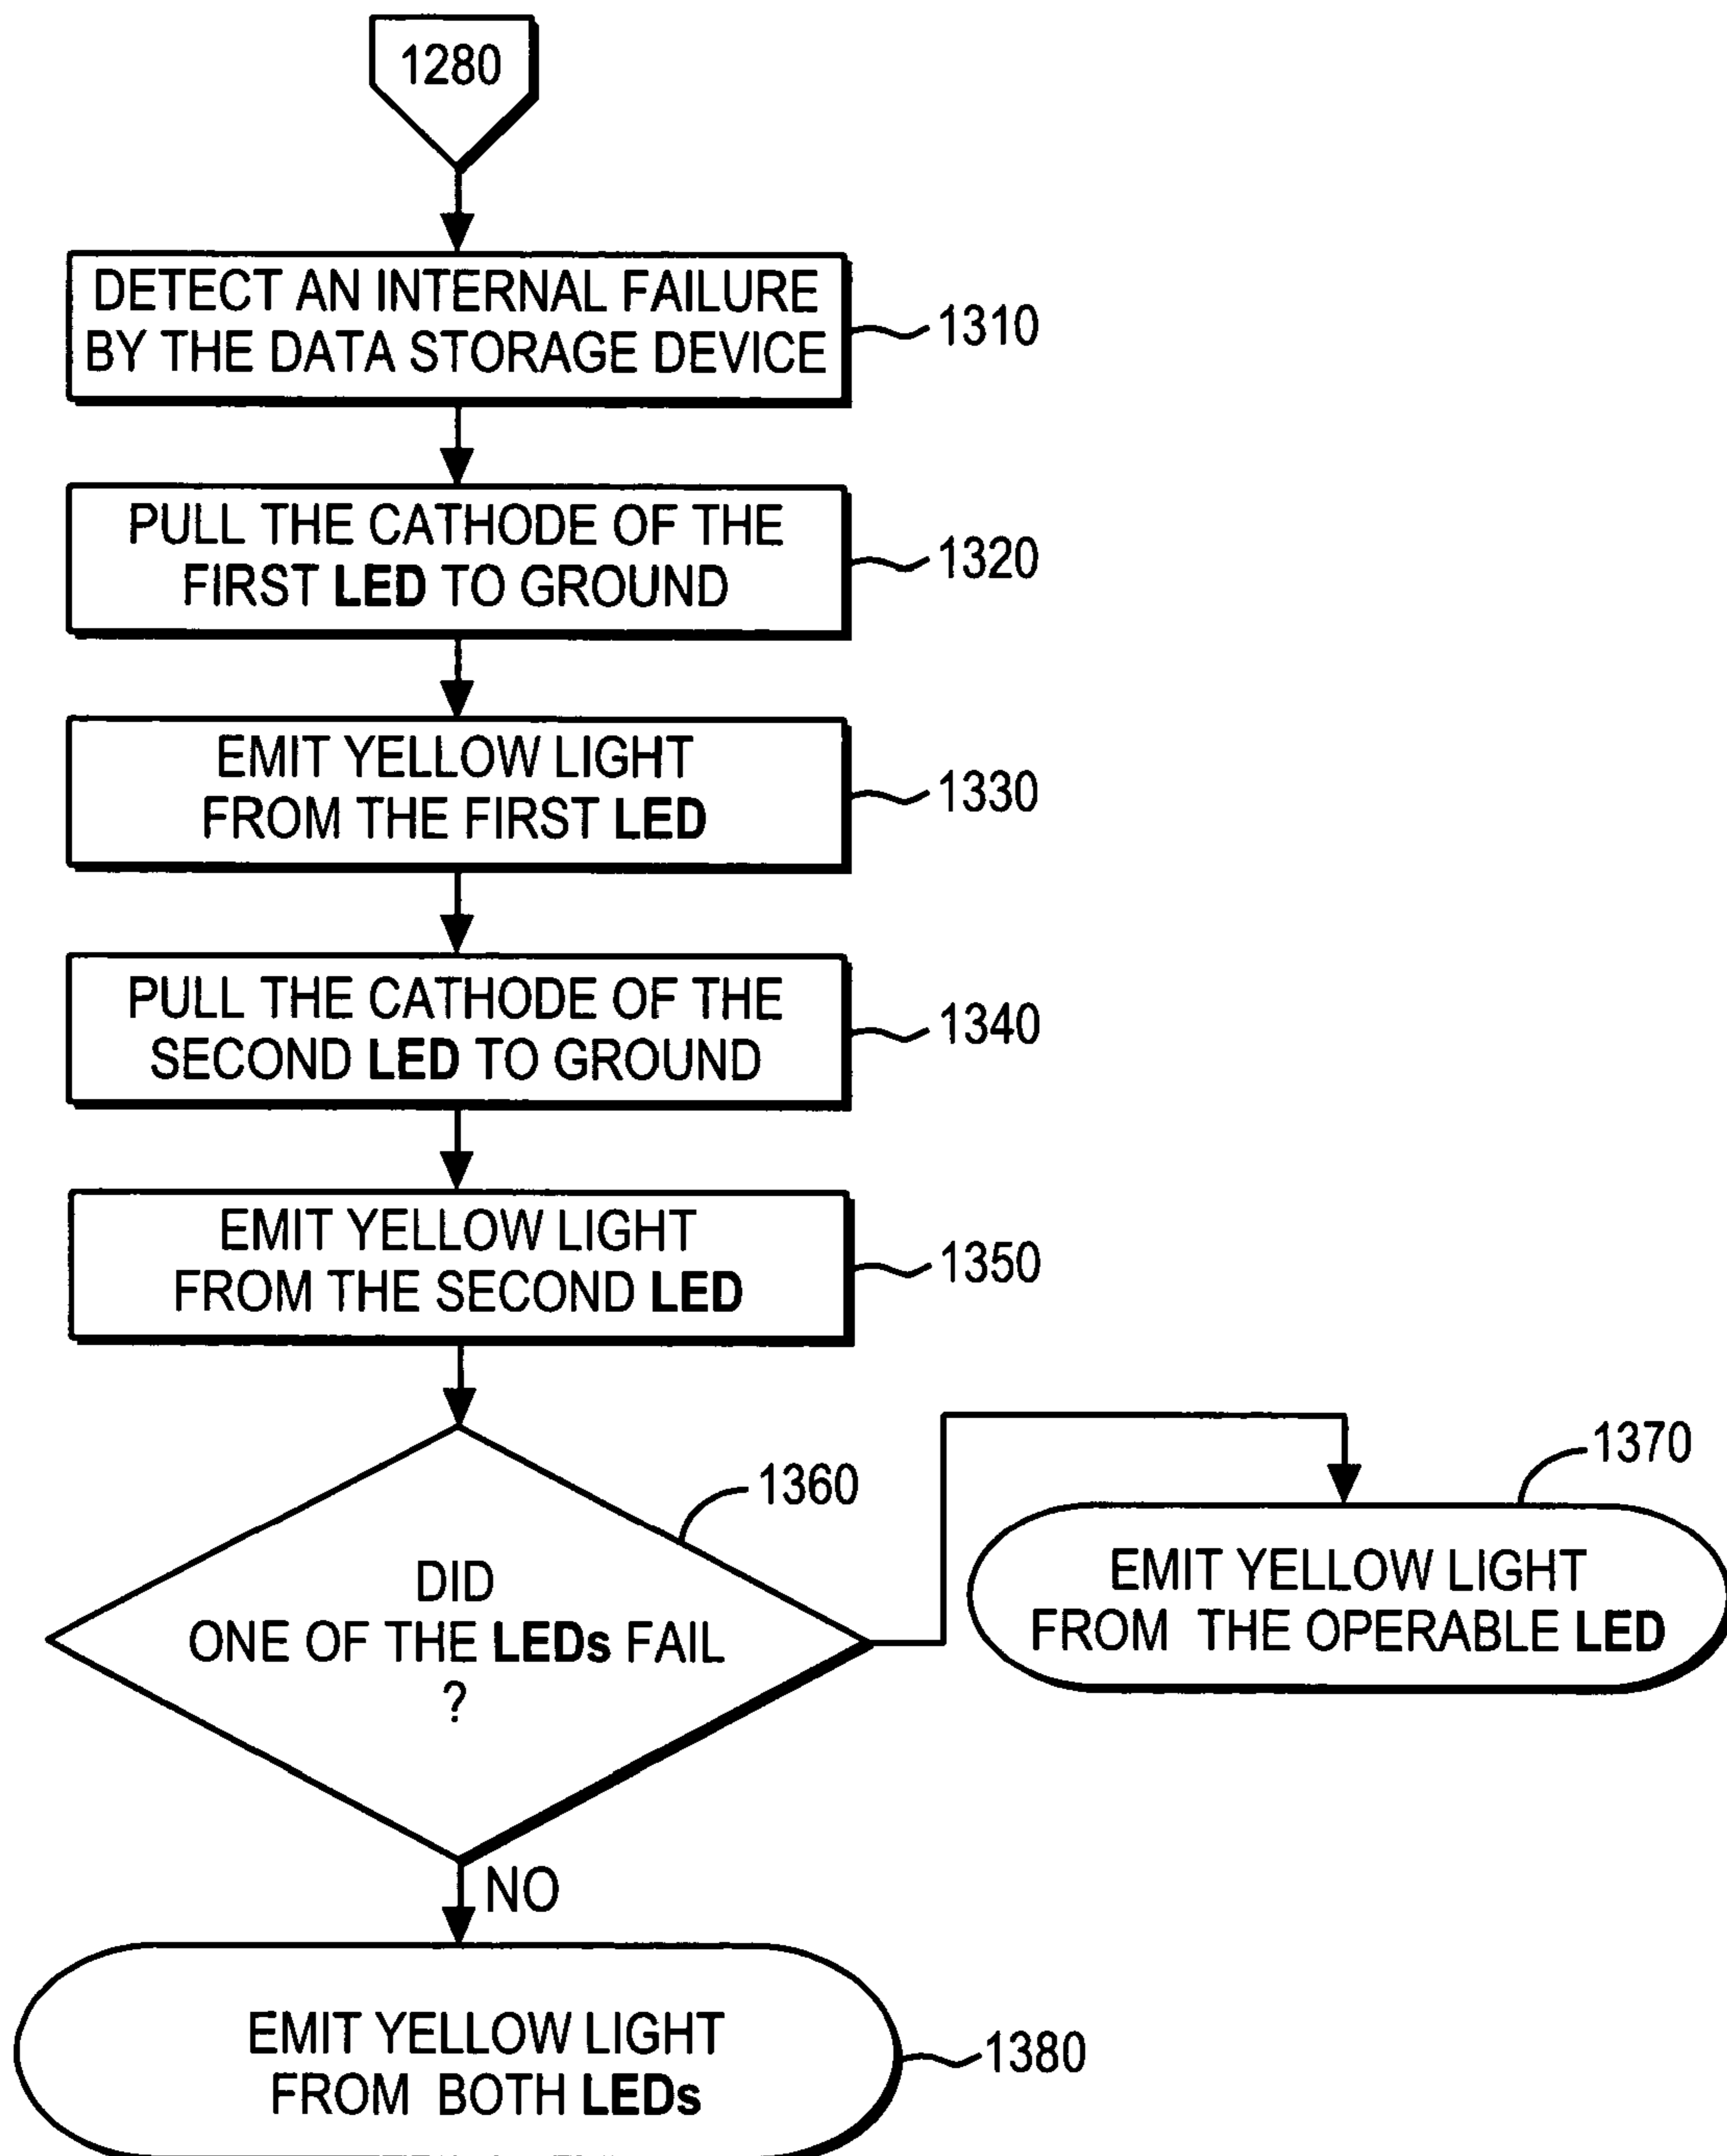 1280
DETECT AN INTERNAL FAILURE
BY THE DATA STORAGE DEVICE
1310
PULL THE CATHODE OF THE
FIRST LED TO GROUND
1320
EMIT YELLOW LIGHT
FROM THE FIRST LED
1330
PULL THE CATHODE OF THE
SECOND LED TO GROUND
1340
EMIT YELLOW LIGHT
FROM THE SECOND LED
1350
1360
DID
ONE OF THE LEDs FAIL
?
1370
EMIT YELLOW LIGHT
FROM THE OPERABLE LED
NO
EMIT YELLOW LIGHT
FROM BOTH LEDs
1380